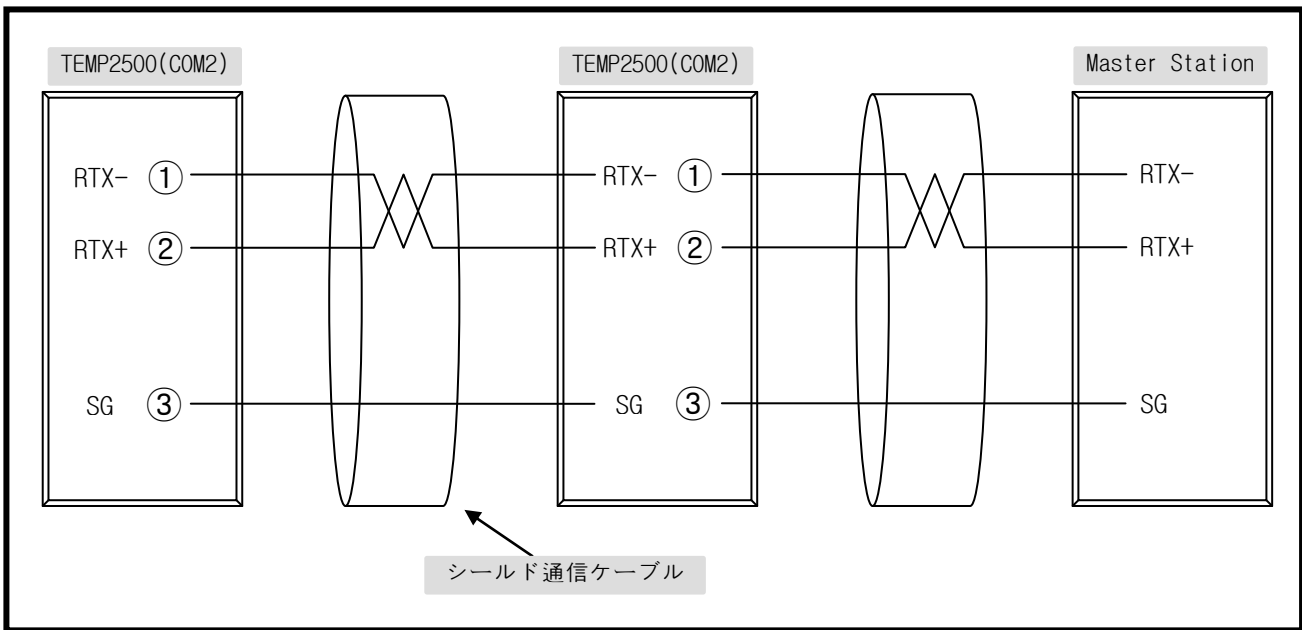 TEMP2500(COM2) TEMP2500(COM2) Master Station
RTX- ① RTX- ① RTX-
RTX+ ② RTX+ ② RTX+
SG ③ SG ③ SG
シールド通信ケーブル